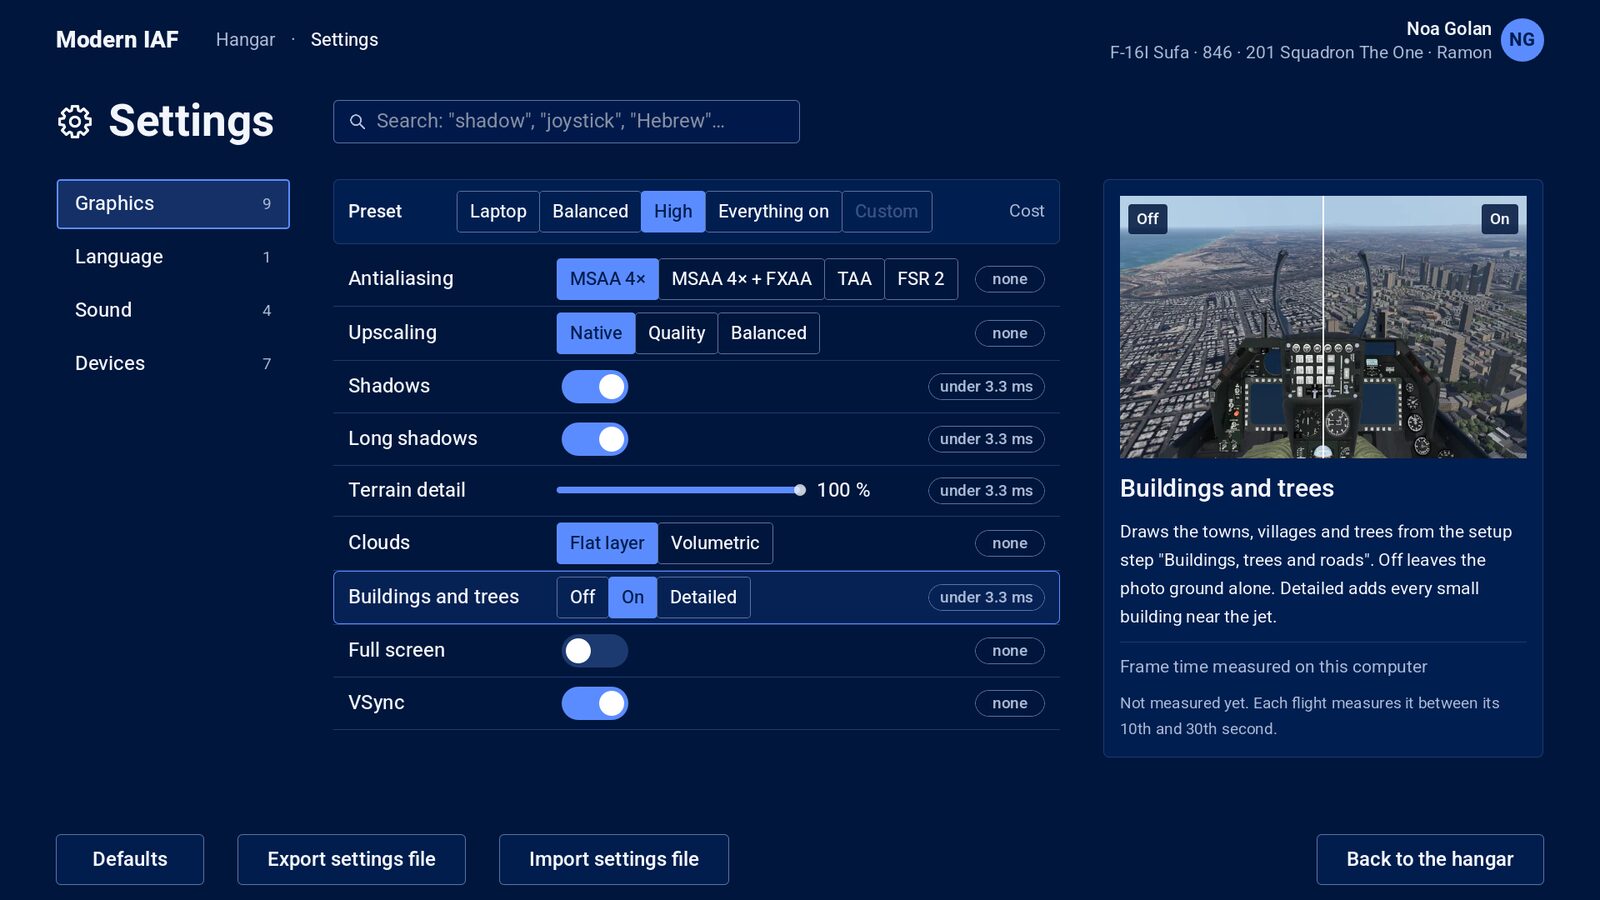 Modern IAF
Hangar · Settings
Noa Golan
F-16I Sufa · 846 · 201 Squadron The One · Ramon
NG
Settings
Search: "shadow", "joystick", "Hebrew"...
Graphics 9
Language 1
Sound 4
Devices 7
Preset Laptop Balanced High Everything on Custom Cost
Antialiasing MSAA 4× MSAA 4× + FXAA TAA FSR 2 none
Upscaling Native Quality Balanced none
Shadows under 3.3 ms
Long shadows under 3.3 ms
Terrain detail 100 % under 3.3 ms
Clouds Flat layer Volumetric none
Buildings and trees Off On Detailed under 3.3 ms
Full screen none
VSync none
Off On
Buildings and trees
Draws the towns, villages and trees from the setup
step "Buildings, trees and roads". Off leaves the
photo ground alone. Detailed adds every small
building near the jet.
Frame time measured on this computer
Not measured yet. Each flight measures it between its
10th and 30th second.
Defaults Export settings file Import settings file Back to the hangar